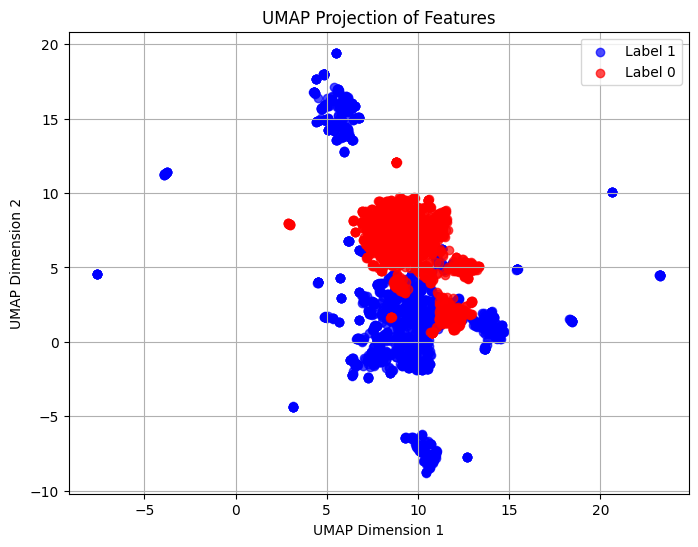 UMAP Projection of Features
Label 1
Label 0
20
15
10
5
0
−5
−10
UMAP Dimension 2
−5
0
5
10
15
20
UMAP Dimension 1